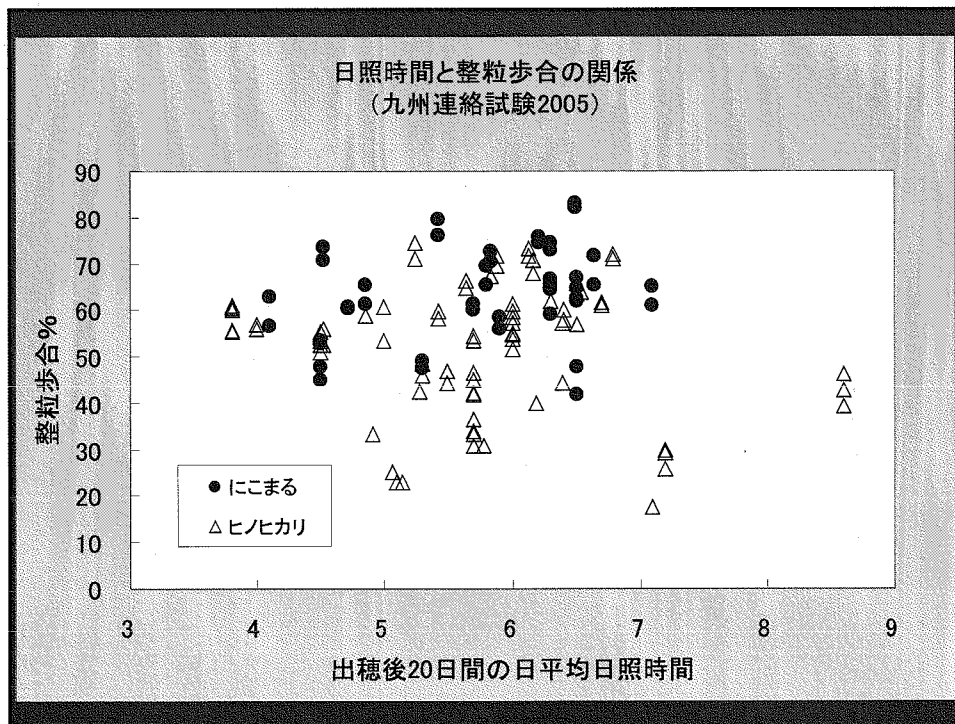 日照時間と整粒歩合の関係
(九州連絡試験2005)
90
80
70
60
50
40
30
20
10
0
整粒歩合%
● にこまる
△ ヒノヒカリ
3 4 5 6 7 8 9
出穂後20日間の日平均日照時間